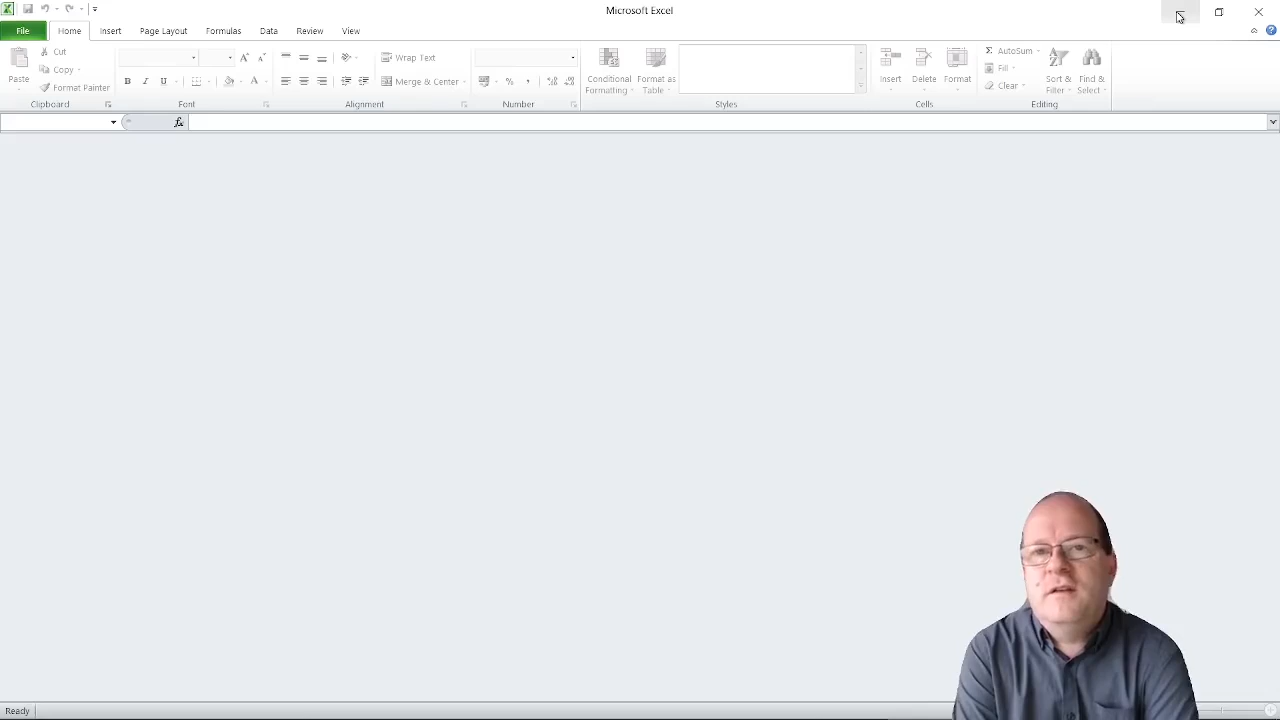 Microsoft Excel
File Home Insert Page Layout Formulas Data Review View
Cut Wrap Text AutoSum
Copy Fill
Format Painter B I U A Merge & Center % , Clear
Paste Conditional Formatting Format as Table Insert Delete Format Sort & Filter Find & Select
Clipboard Font Alignment Number Styles Cells Editing
fx
Ready